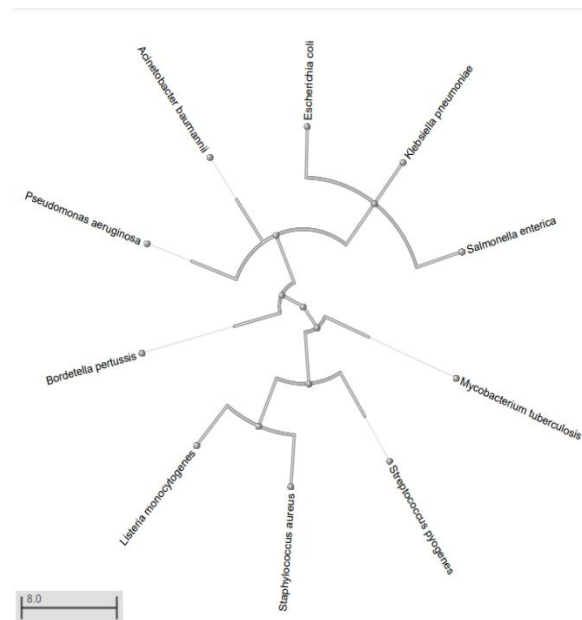 Escherichia coli
Acinetobacter baumannii
Klebsiella pneumoniae
Pseudomonas aeruginosa
Salmonella enterica
Bordetella pertussis
Mycobacterium tuberculosis
Listeria monocytogenes
Streptococcus pyogenes
Staphylococcus aureus
8.0